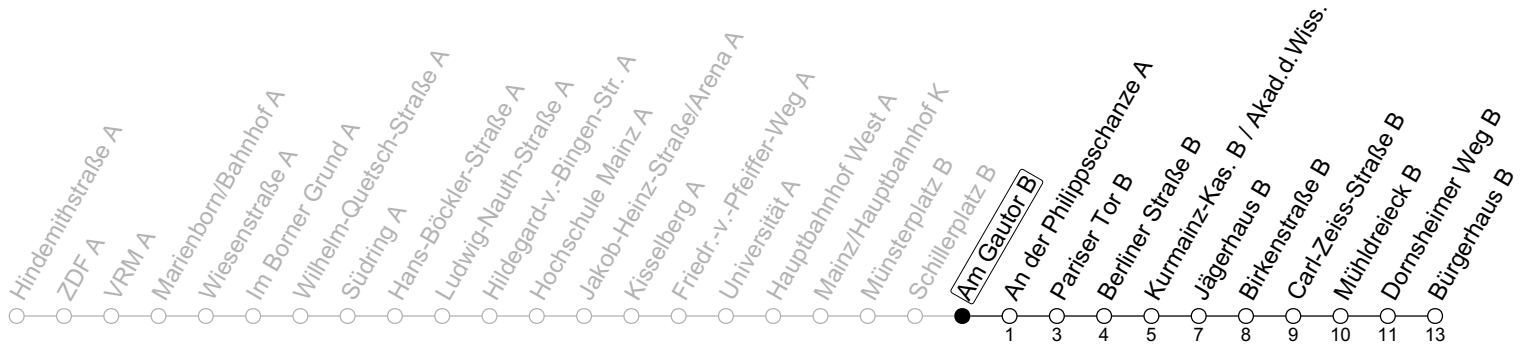 Hindemithstraße A
ZDF A
VRM A
Marienborn/Bahnhof A
Wiesenstraße A
Im Borner Grund A
Wilhelm-Quetsch-Straße A
Südring A
Hans-Böckler-Straße A
Ludwig-Nauth-Straße A
Hildegard-v.-Bingen-Str. A
Hochschule Mainz A
Jakob-Heinz-Straße/Arena A
Kisselberg A
Friedr.-v.-Pfeiffer-Weg A
Universität A
Hauptbahnhof West A
Mainz/Hauptbahnhof K
Münsterplatz B
Schillerplatz B
Am Gautor B
An der Philippsschanze A
Pariser Tor B
Berliner Straße B
Kurmainz-Kas. B / Akad.d.Wiss.
Jägerhaus B
Birkenstraße B
Carl-Zeiss-Straße B
Mühldreieck B
Dornsheimer Weg B
Bürgerhaus B
1 3 4 5 7 8 9 10 11 13